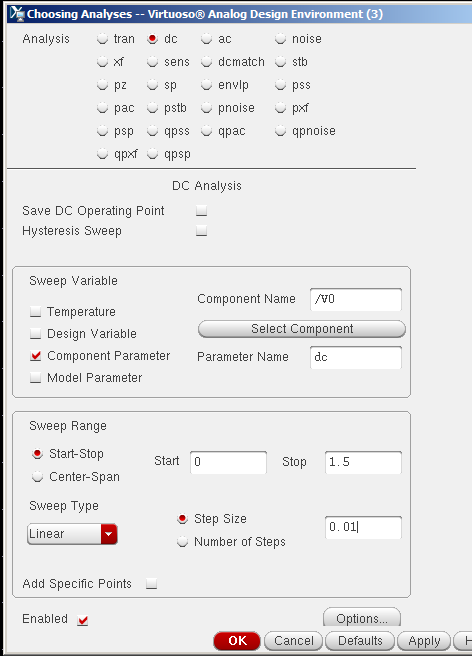 Choosing Analyses -- Virtuoso® Analog Design Environment (3)
Analysis tran dc ac noise
xf sens dcmatch stb
pz sp envlp pss
pac pstb pnoise pxf
psp qpss qpac qpnoise
qpxf qpsp
DC Analysis
Save DC Operating Point
Hysteresis Sweep
Sweep Variable
Temperature
Design Variable
Component Parameter
Model Parameter
Component Name /V0
Select Component
Parameter Name dc
Sweep Range
Start-Stop
Center-Span
Start 0 Stop 1.5
Sweep Type
Linear
Step Size
Number of Steps
0.01
Add Specific Points
Enabled
Options...
OK Cancel Defaults Apply H